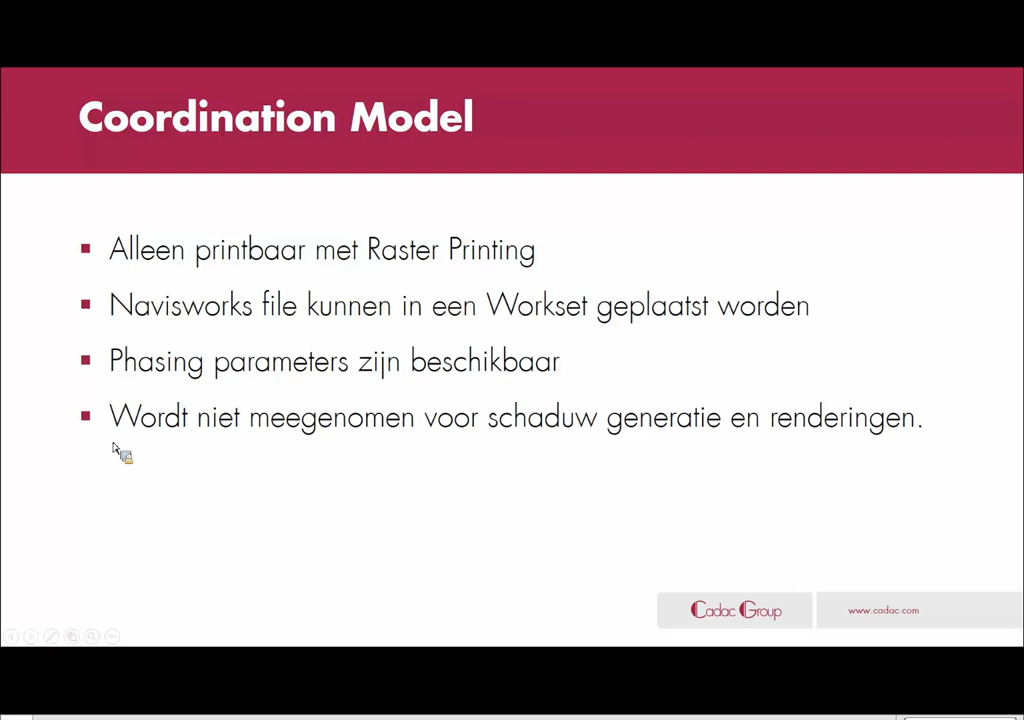 Coordination Model
Alleen printbaar met Raster Printing
Navisworks file kunnen in een Workset geplaatst worden
Phasing parameters zijn beschikbaar
Wordt niet meegenomen voor schaduw generatie en renderingen.
Cadac Group
www.cadac.com